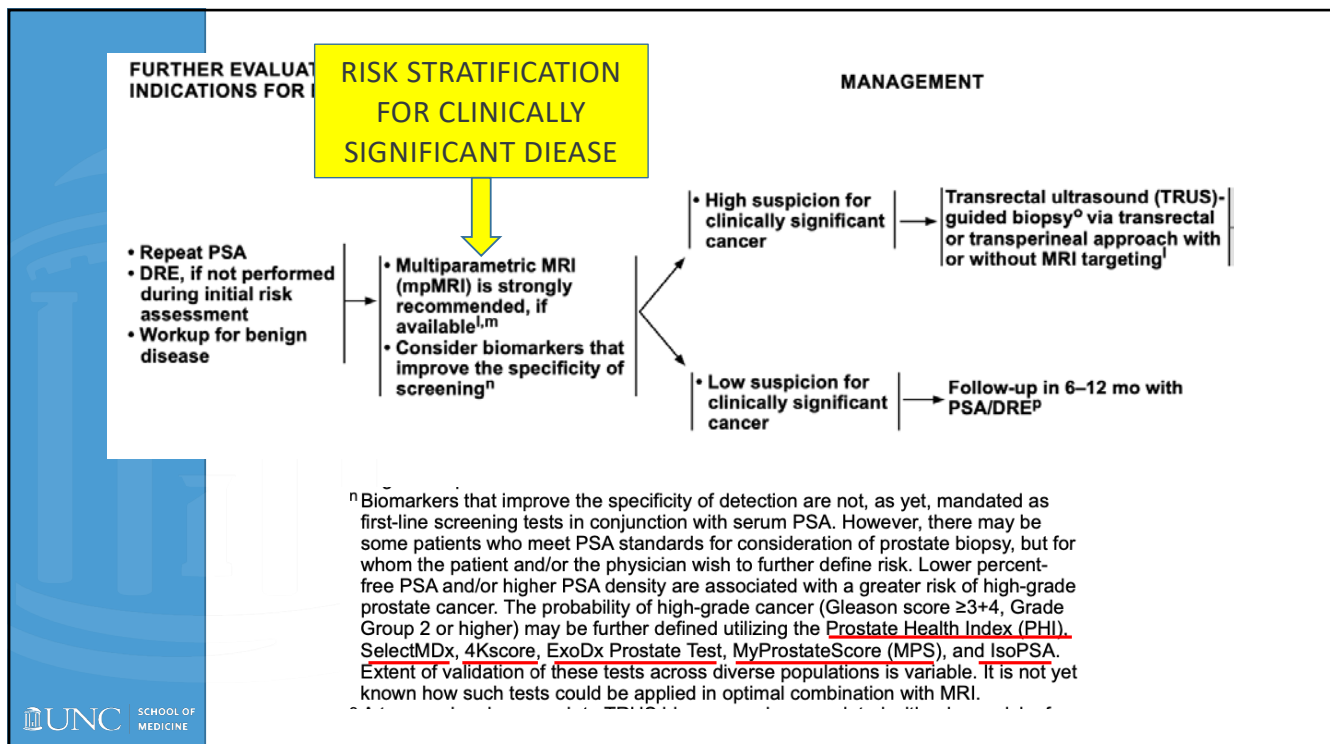 FURTHER EVALUAT
INDICATIONS FOR
RISK STRATIFICATION
FOR CLINICALLY
SIGNIFICANT DIEASE
MANAGEMENT
• Repeat PSA
• DRE, if not performed
during initial risk
assessment
• Workup for benign
disease
• Multiparametric MRI
(mpMRI) is strongly
recommended, if
available^l,m
• Consider biomarkers that
improve the specificity of
screening^n
• High suspicion for
clinically significant
cancer
Transrectal ultrasound (TRUS)-
guided biopsy^o via transrectal
or transperineal approach with
or without MRI targeting^l
• Low suspicion for
clinically significant
cancer
Follow-up in 6–12 mo with
PSA/DRE^p
n Biomarkers that improve the specificity of detection are not, as yet, mandated as
first-line screening tests in conjunction with serum PSA. However, there may be
some patients who meet PSA standards for consideration of prostate biopsy, but for
whom the patient and/or the physician wish to further define risk. Lower percent-
free PSA and/or higher PSA density are associated with a greater risk of high-grade
prostate cancer. The probability of high-grade cancer (Gleason score ≥3+4, Grade
Group 2 or higher) may be further defined utilizing the Prostate Health Index (PHI),
SelectMDx, 4Kscore, ExoDx Prostate Test, MyProstateScore (MPS), and IsoPSA.
Extent of validation of these tests across diverse populations is variable. It is not yet
known how such tests could be applied in optimal combination with MRI.
UNC SCHOOL OF
MEDICINE